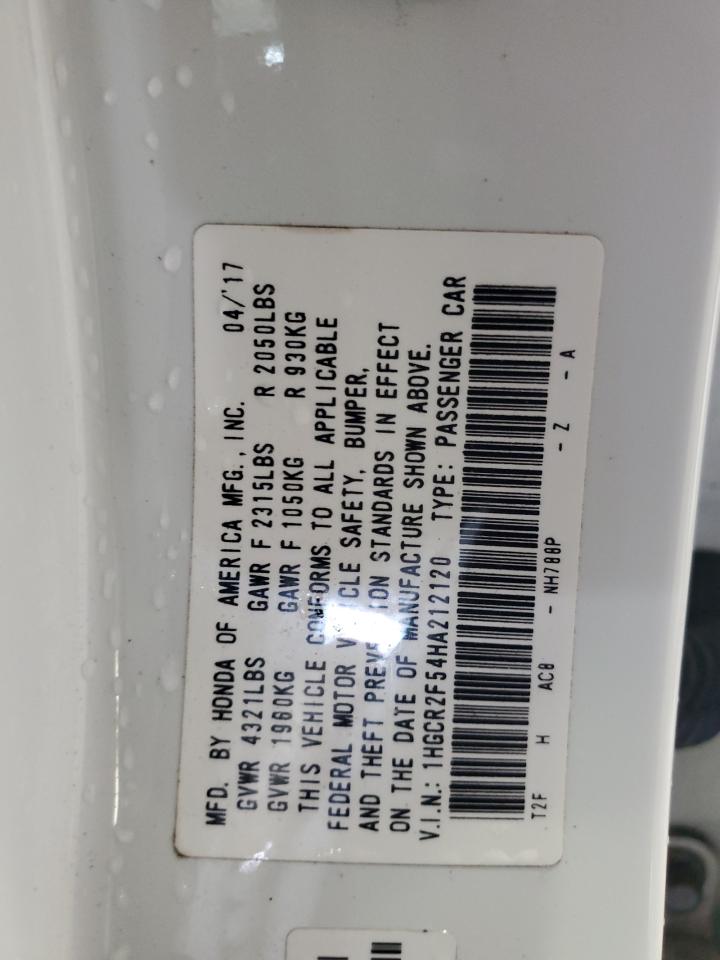 MFD. BY HONDA OF AMERICA MFG., INC. 04/'17
GVWR 4321LBS GAWR F 2315LBS R 2050LBS
GVWR 1960KG GAWR F 1050KG R 930KG
THIS VEHICLE CONFORMS TO ALL APPLICABLE
FEDERAL MOTOR VEHICLE SAFETY, BUMPER,
AND THEFT PREVENTION STANDARDS IN EFFECT
ON THE DATE OF MANUFACTURE SHOWN ABOVE.
V.I.N.: 1HGCR2F54HA212120 TYPE: PASSENGER CAR
T2F H AC8 - NH788P - Z - A